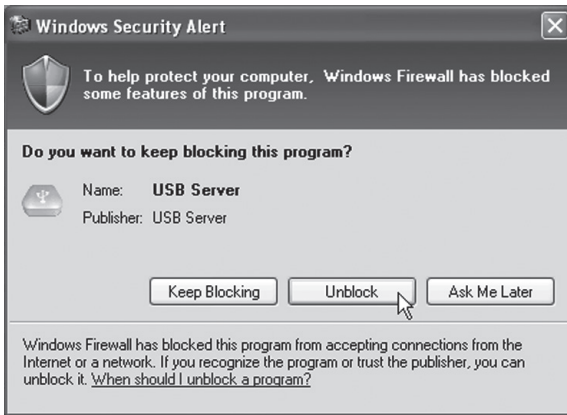 Windows Security Alert
To help protect your computer, Windows Firewall has blocked
some features of this program.
Do you want to keep blocking this program?
Name: USB Server
Publisher: USB Server
Keep Blocking Unblock Ask Me Later
Windows Firewall has blocked this program from accepting connections from the
Internet or a network. If you recognize the program or trust the publisher, you can
unblock it. When should I unblock a program?